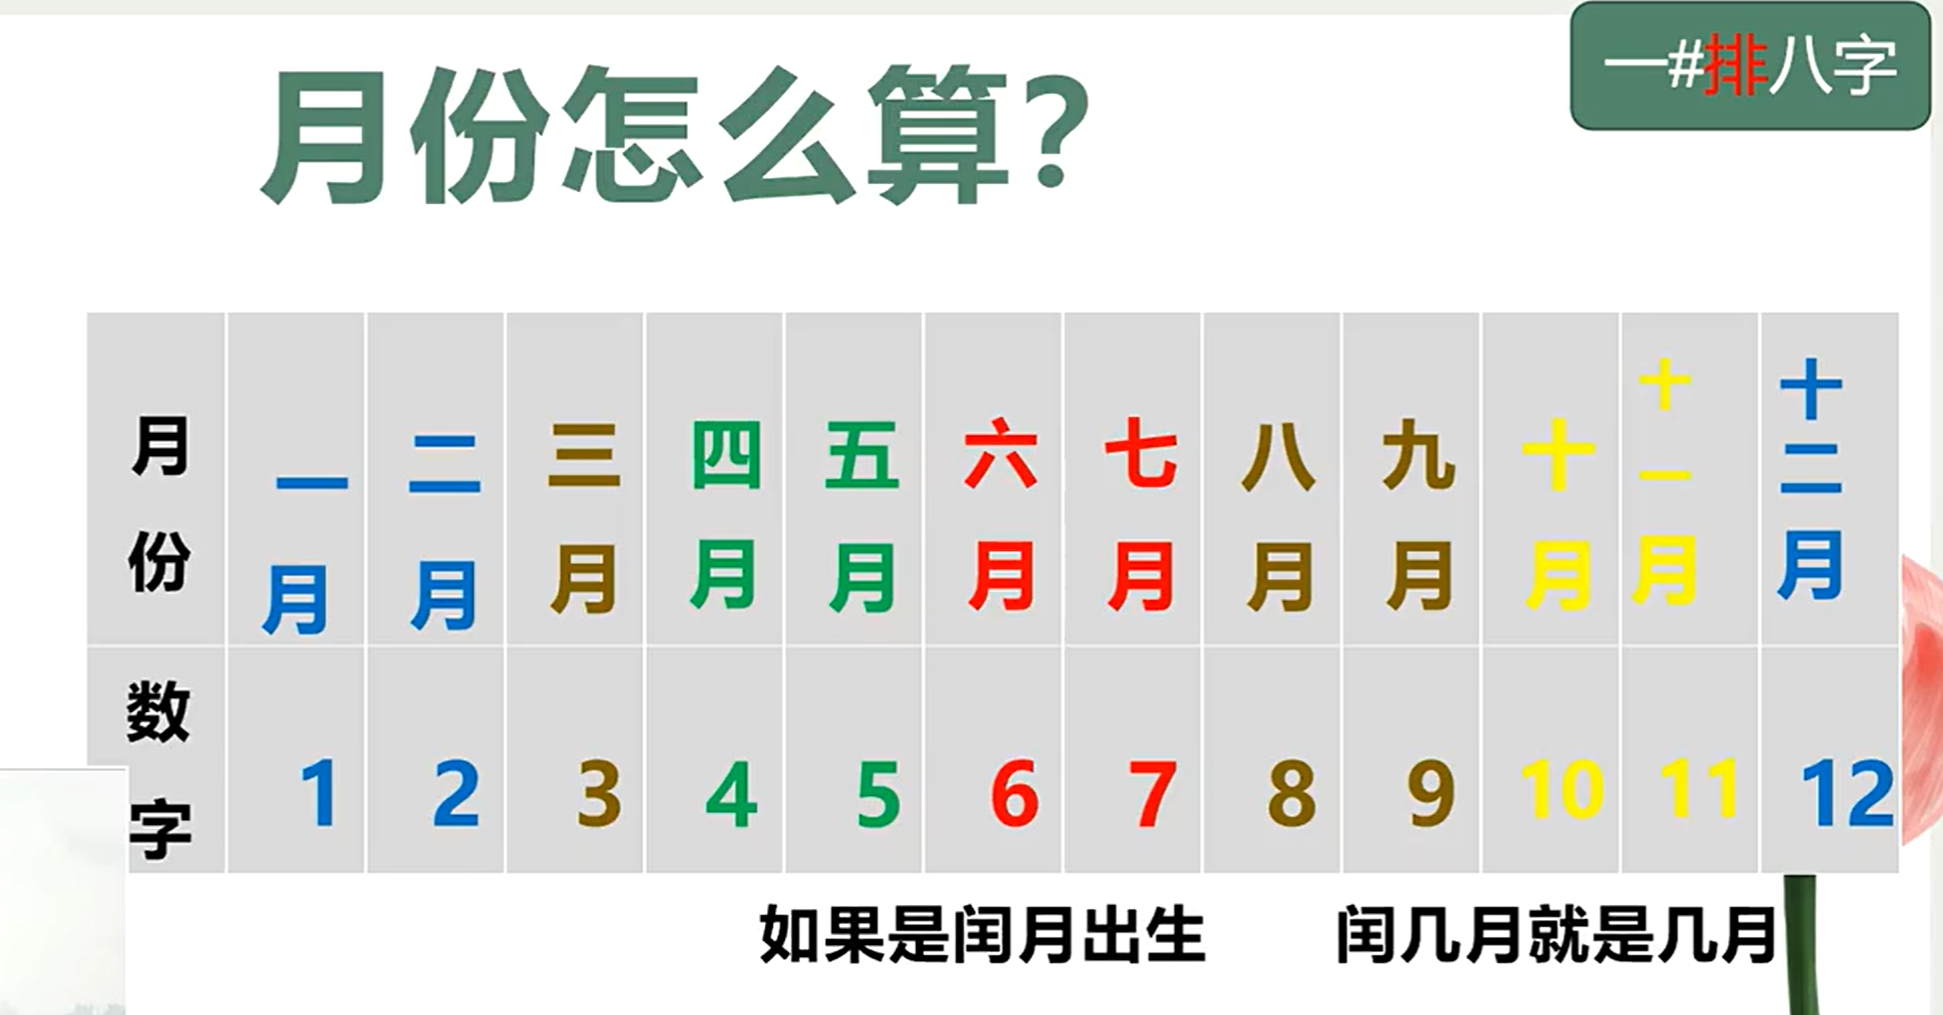 一#排八字
月份怎么算?
月份 一月 二月 三月 四月 五月 六月 七月 八月 九月 十月 十一月 十二月
数字 1 2 3 4 5 6 7 8 9 10 11 12
如果是闰月出生 闰几月就是几月